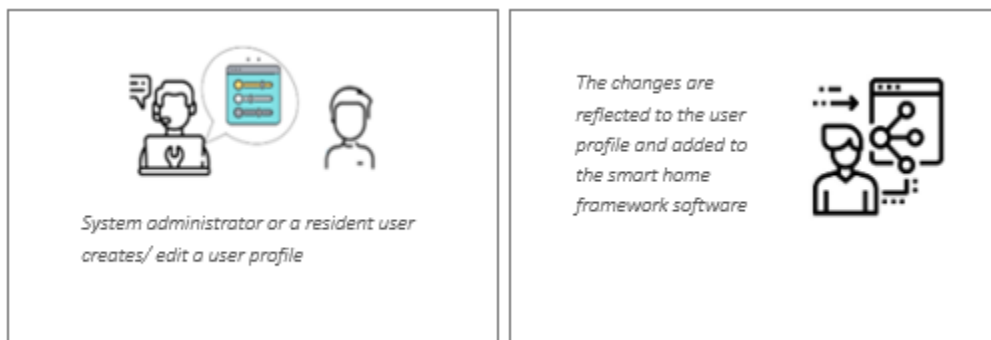 System administrator or a resident user
creates/ edit a user profile
The changes are
reflected to the user
profile and added to
the smart home
framework software